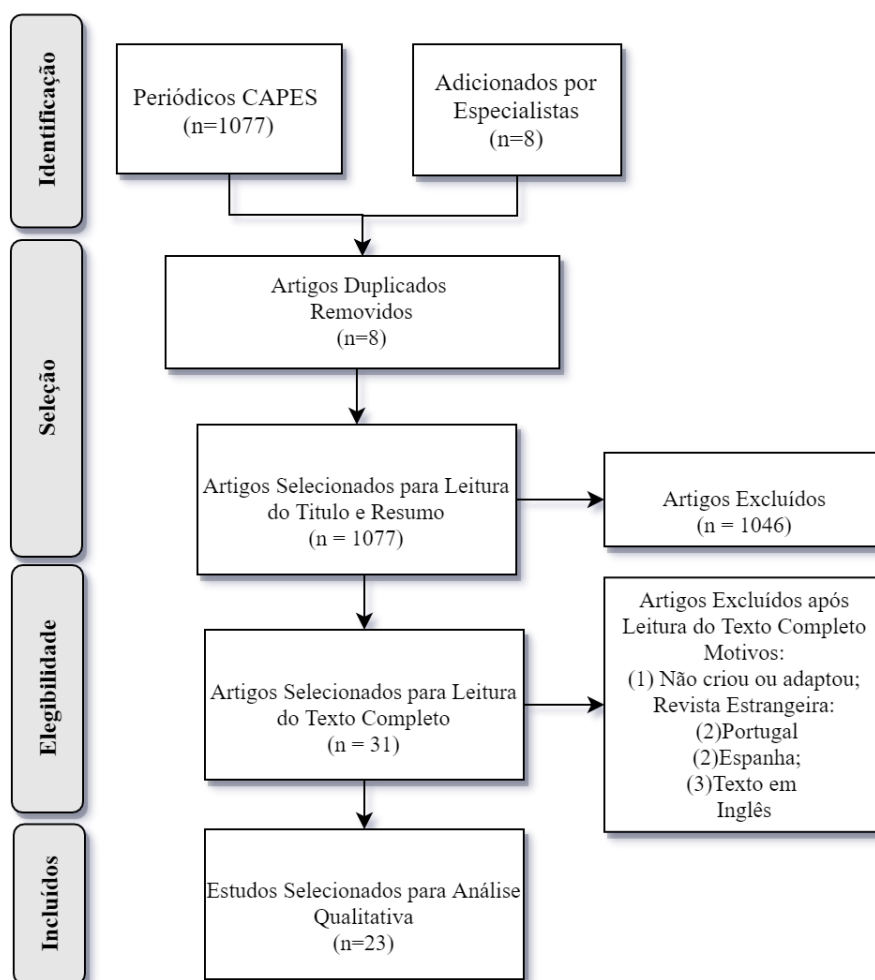 Identificação
Periódicos CAPES
(n=1077)
Adicionados por
Especialistas
(n=8)
Seleção
Artigos Duplicados
Removidos
(n=8)
Artigos Selecionados para Leitura
do Titulo e Resumo
(n = 1077)
Artigos Excluídos
(n = 1046)
Elegibilidade
Artigos Selecionados para Leitura
do Texto Completo
(n = 31)
Artigos Excluídos após
Leitura do Texto Completo
Motivos:
(1) Não criou ou adaptou;
Revista Estrangeira:
(2)Portugal
(2)Espanha;
(3)Texto em
Inglês
Incluídos
Estudos Selecionados para Análise
Qualitativa
(n=23)